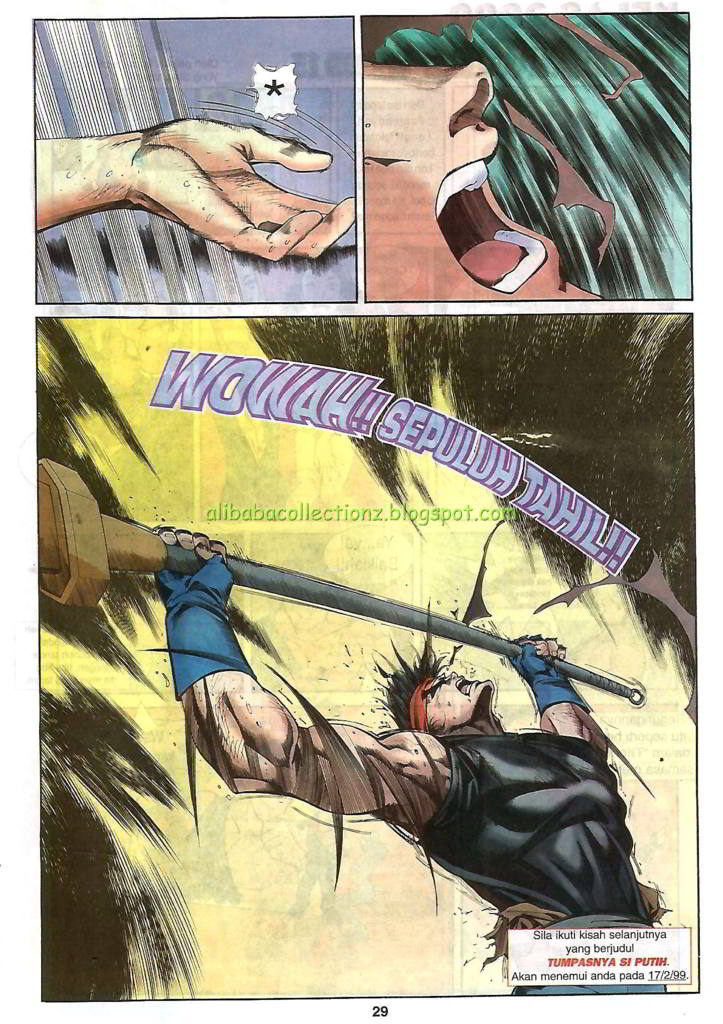 *
WOWAH!! SEPULUH TAHIL!!
alibabacollectionz.blogspot.com
Sila ikuti kisah selanjutnya
yang berjudul
TUMPASNYA SI PUTIH.
Akan menemui anda pada 17/2/99.
29